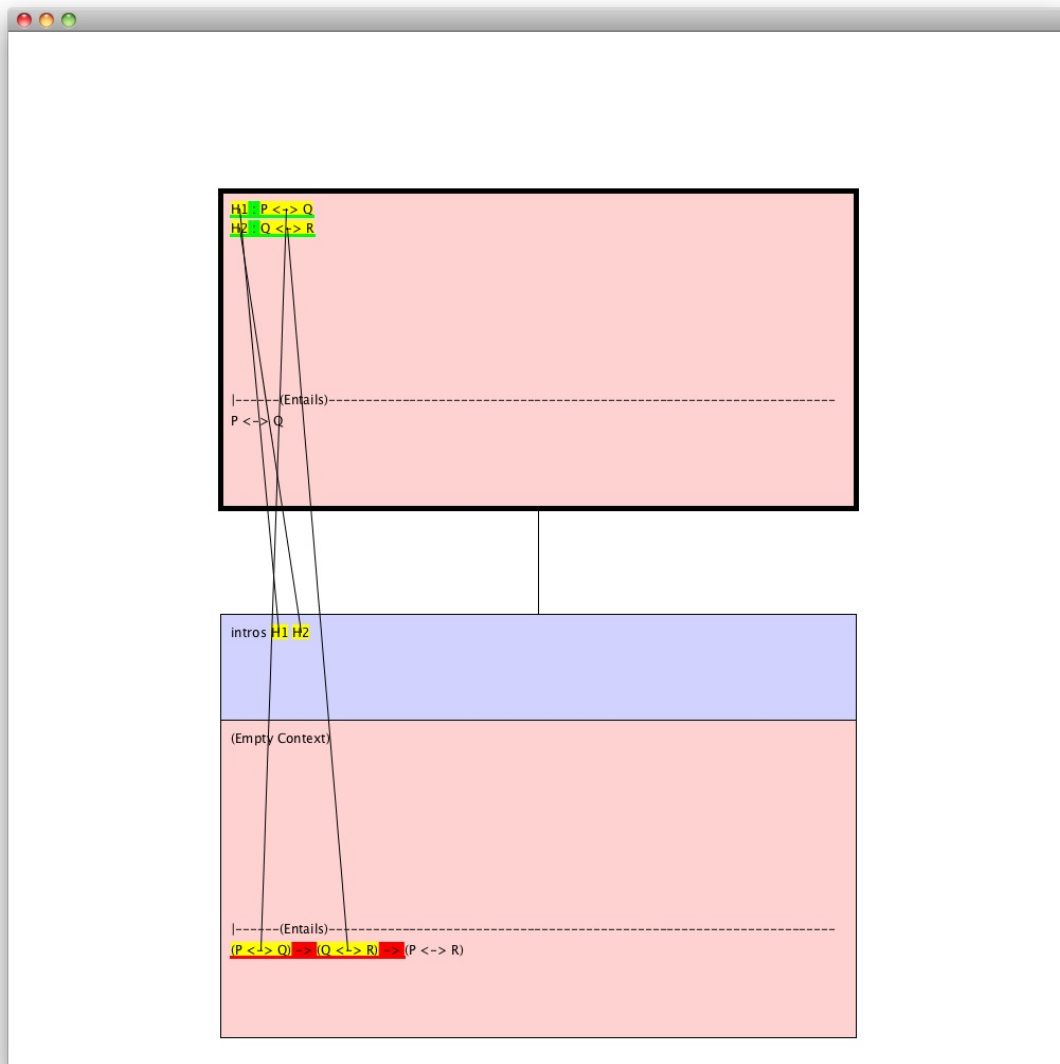 H1 : P <-> Q
H2 : Q <-> R
|------(Entails)------------------------------------------------------------------
P <-> Q
intros H1 H2
(Empty Context)
|------(Entails)------------------------------------------------------------------
(P <-> Q) -> (Q <-> R) -> (P <-> R)